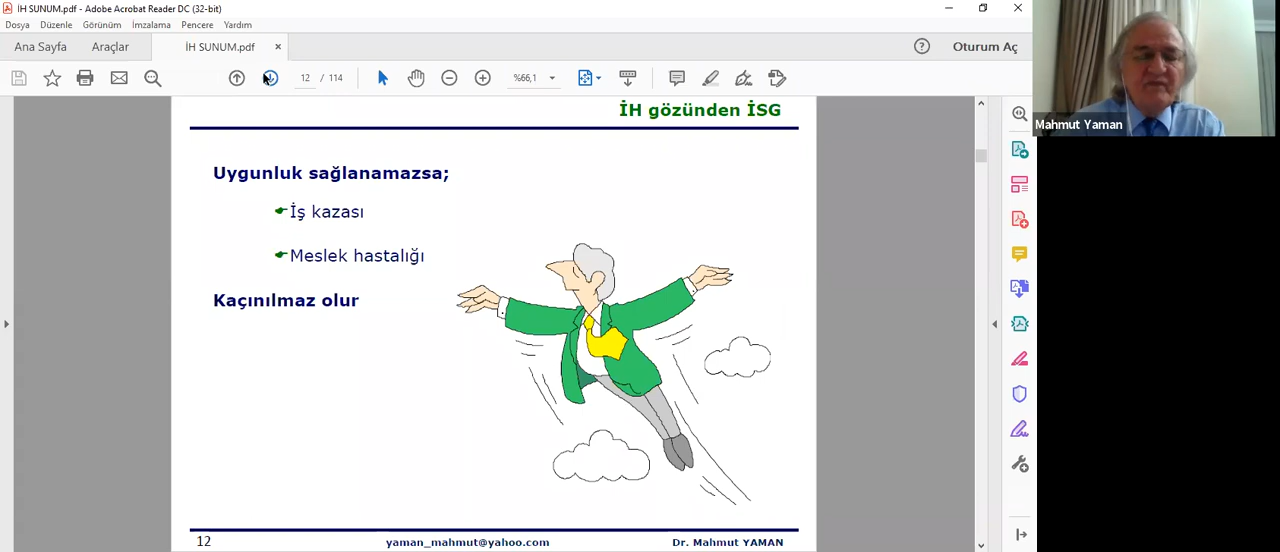 İH SUNUM.pdf - Adobe Acrobat Reader DC (32-bit)
Dosya Düzenle Görünüm İmzalama Pencere Yardım
Ana Sayfa Araçlar İH SUNUM.pdf × Oturum Aç
12 / 114 %66,1
Mahmut Yaman
İH gözünden İSG
Uygunluk sağlanamazsa;
İş kazası
Meslek hastalığı
Kaçınılmaz olur
12 yaman_mahmut@yahoo.com Dr. Mahmut YAMAN